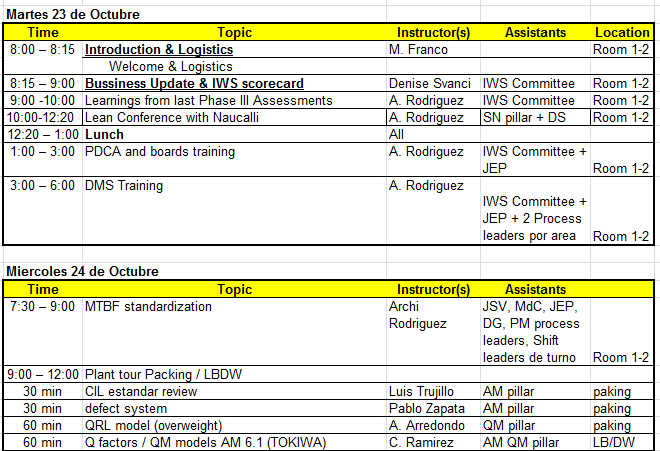 Martes 23 de Octubre
Time Topic Instructor(s) Assistants Location
8:00 – 8:15 Introduction & Logistics M. Franco Room 1-2
Welcome & Logistics
8:15 – 9:00 Bussiness Update & IWS scorecard Denise Svanci IWS Committee Room 1-2
9:00 -10:00 Learnings from last Phase III Assessments A. Rodriguez IWS Committee Room 1-2
10:00-12:20 Lean Conference with Naucalli A. Rodriguez SN pillar + DS Room 1-2
12:20 – 1:00 Lunch All
1:00 – 3:00 PDCA and boards training A. Rodriguez IWS Committee +
JEP Room 1-2
3:00 – 6:00 DMS Training A. Rodriguez
IWS Committee +
JEP + 2 Process
leaders por area Room 1-2
Miercoles 24 de Octubre
Time Topic Instructor(s) Assistants
7:30 – 9:00 MTBF standardization Archi JSV, MdC, JEP,
Rodriguez DG, PM process
leaders, Shift
leaders de turno Room 1-2
9:00 – 12:00 Plant tour Packing / LBDW
30 min CIL estandar review Luis Trujillo AM pillar paking
30 min defect system Pablo Zapata AM pillar paking
60 min QRL model (overweight) A. Arredondo QM pillar paking
60 min Q factors / QM models AM 6.1 (TOKIWA) C. Ramirez AM QM pillar LB/DW